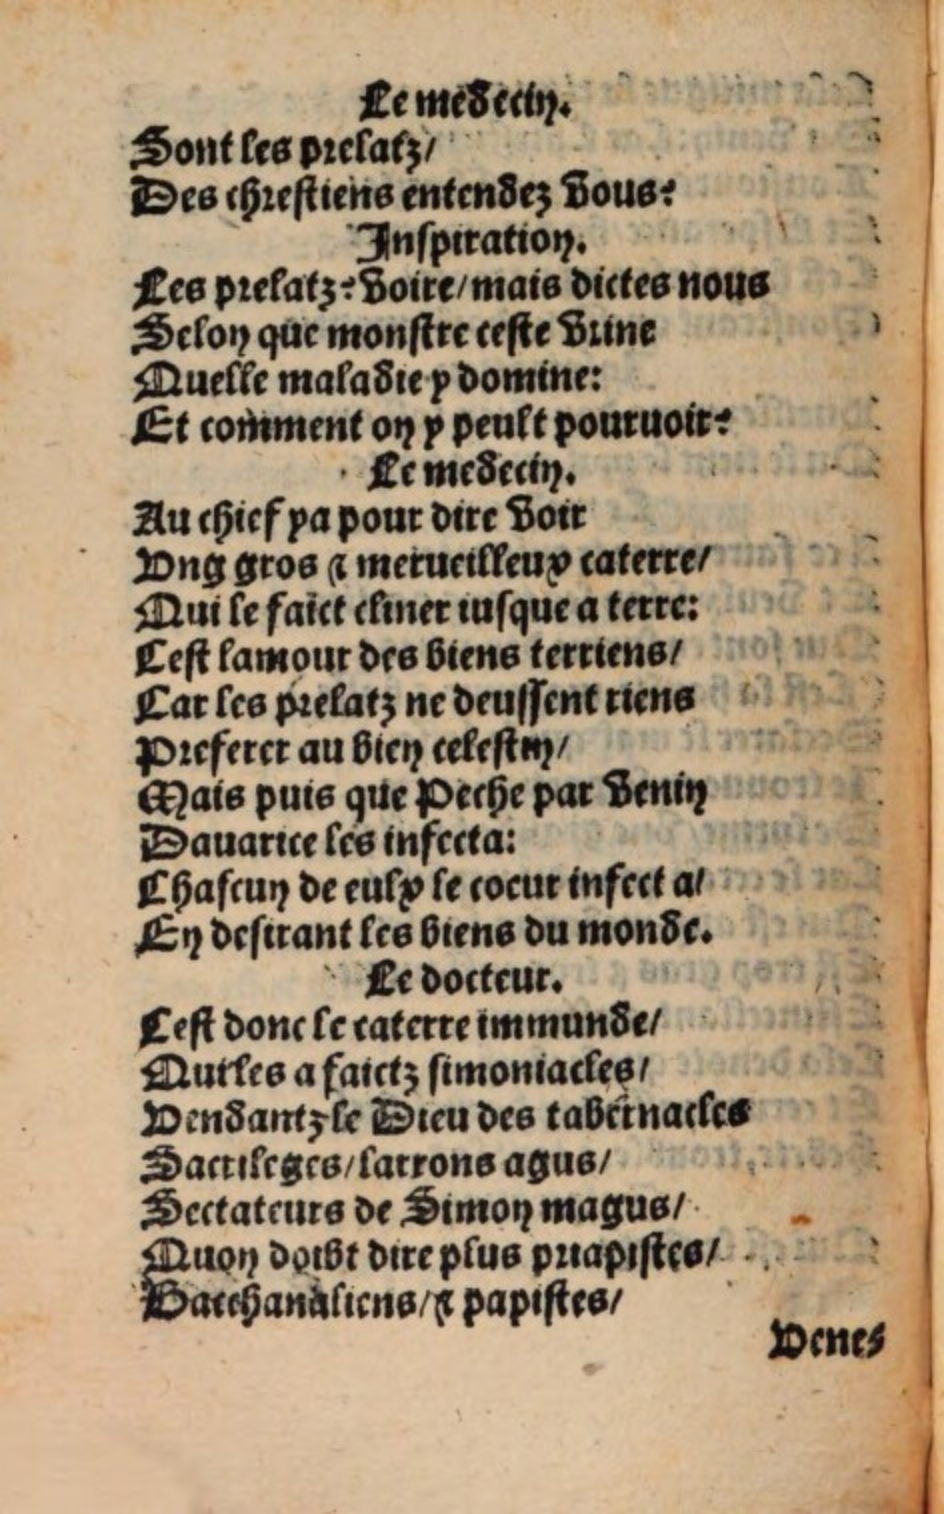 Le medecin.
Sont les prelatz/
Des chrestiens entendez vous?
Inspiration.
Les prelatz? voire/mais dictes nous
Selon que monstre ceste vrine
Quelle maladie y domine:
Et comment on y peult pouruoir?
Le medecin.
Au chief ya pour dire voir
Vng gros & merueilleux caterre/
Qui le faict cliner iusque a terre:
Cest lamour des biens terriens/
Car les prelatz ne deussent riens
Preferer au bien celestin/
Mais puis que Peche par venin
Dauarice les infecta:
Chascun de eulx le coeur infect a/
En desirant les biens du monde.
Le docteur.
Cest donc le caterre immunde/
Qui les a faictz simoniacles/
Vendantz le Dieu des tabernacles
Sacrileges/larrons agus/
Sectateurs de Simon magus/
Quon doibt dire plus priapistes/
Bacchanaliens/& papistes/
Venes